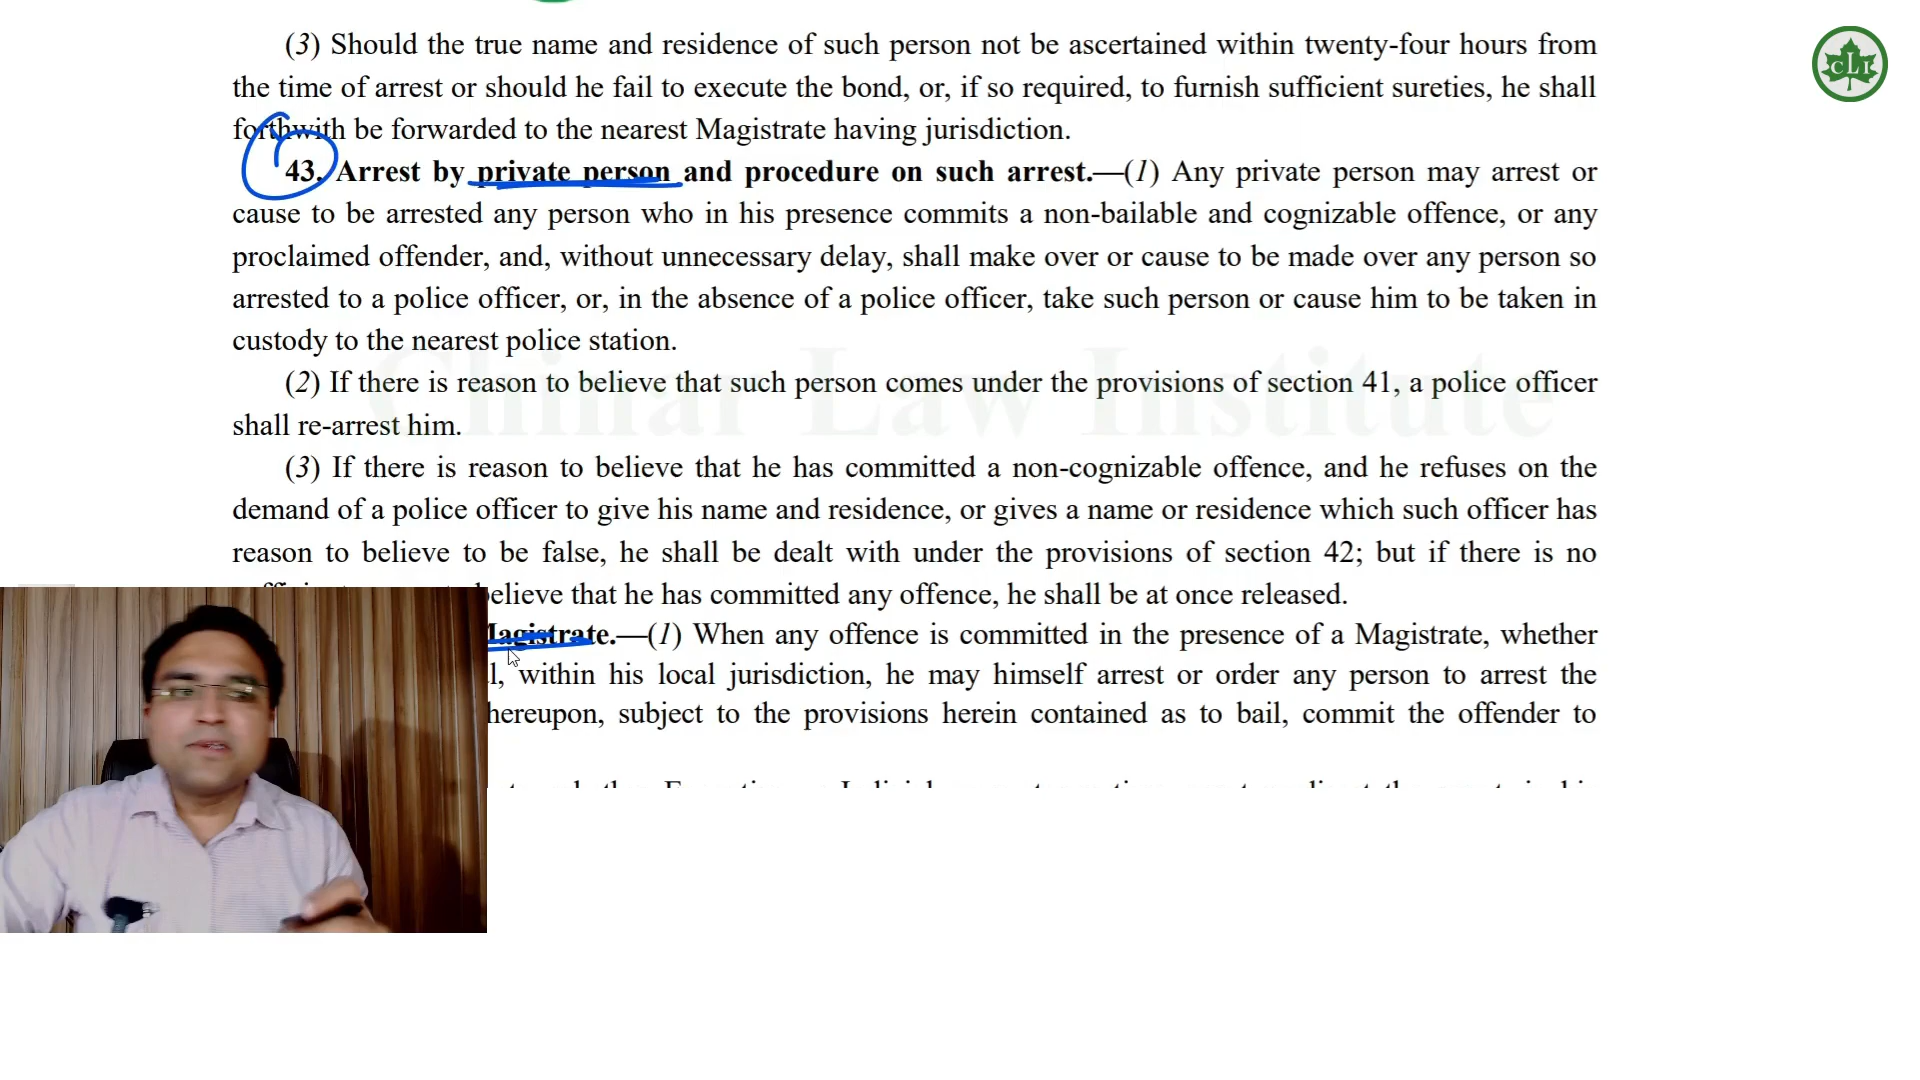 (3) Should the true name and residence of such person not be ascertained within twenty-four hours from
the time of arrest or should he fail to execute the bond, or, if so required, to furnish sufficient sureties, he shall
forthwith be forwarded to the nearest Magistrate having jurisdiction.
43. Arrest by private person and procedure on such arrest.—(1) Any private person may arrest or
cause to be arrested any person who in his presence commits a non-bailable and cognizable offence, or any
proclaimed offender, and, without unnecessary delay, shall make over or cause to be made over any person so
arrested to a police officer, or, in the absence of a police officer, take such person or cause him to be taken in
custody to the nearest police station.
(2) If there is reason to believe that such person comes under the provisions of section 41, a police officer
shall re-arrest him.
(3) If there is reason to believe that he has committed a non-cognizable offence, and he refuses on the
demand of a police officer to give his name and residence, or gives a name or residence which such officer has
reason to believe to be false, he shall be dealt with under the provisions of section 42; but if there is no
believe that he has committed any offence, he shall be at once released.
Magistrate.—(1) When any offence is committed in the presence of a Magistrate, whether
l, within his local jurisdiction, he may himself arrest or order any person to arrest the
hereupon, subject to the provisions herein contained as to bail, commit the offender to
Chinar Law Institute
CLI